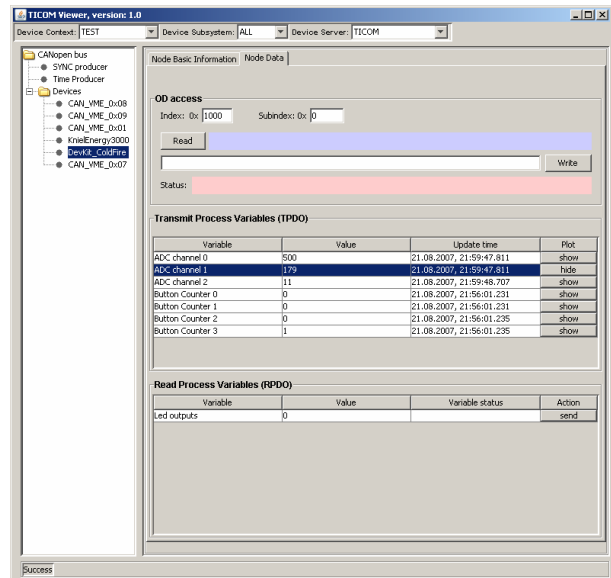 TICOM Viewer, version: 1.0
Device Context: TEST Device Subsystem: ALL Device Server: TICOM
CANopen bus
SYNC producer
Time Producer
Devices
CAN_VME_0x08
CAN_VME_0x09
CAN_VME_0x01
KnielEnergy3000
DevKit_ColdFire
CAN_VME_0x07
Node Basic Information Node Data
OD access
Index: 0x 1000 Subindex: 0x 0
Read
Write
Status:
Transmit Process Variables (TPDO)
Variable Value Update time Plot
ADC channel 0 500 21.08.2007, 21:59:47.811 show
ADC channel 1 179 21.08.2007, 21:59:47.811 hide
ADC channel 2 11 21.08.2007, 21:59:48.707 show
Button Counter 0 0 21.08.2007, 21:56:01.231 show
Button Counter 1 0 21.08.2007, 21:56:01.231 show
Button Counter 2 0 21.08.2007, 21:56:01.235 show
Button Counter 3 1 21.08.2007, 21:56:01.235 show
Read Process Variables (RPDO)
Variable Value Variable status Action
Led outputs 0 send
Success